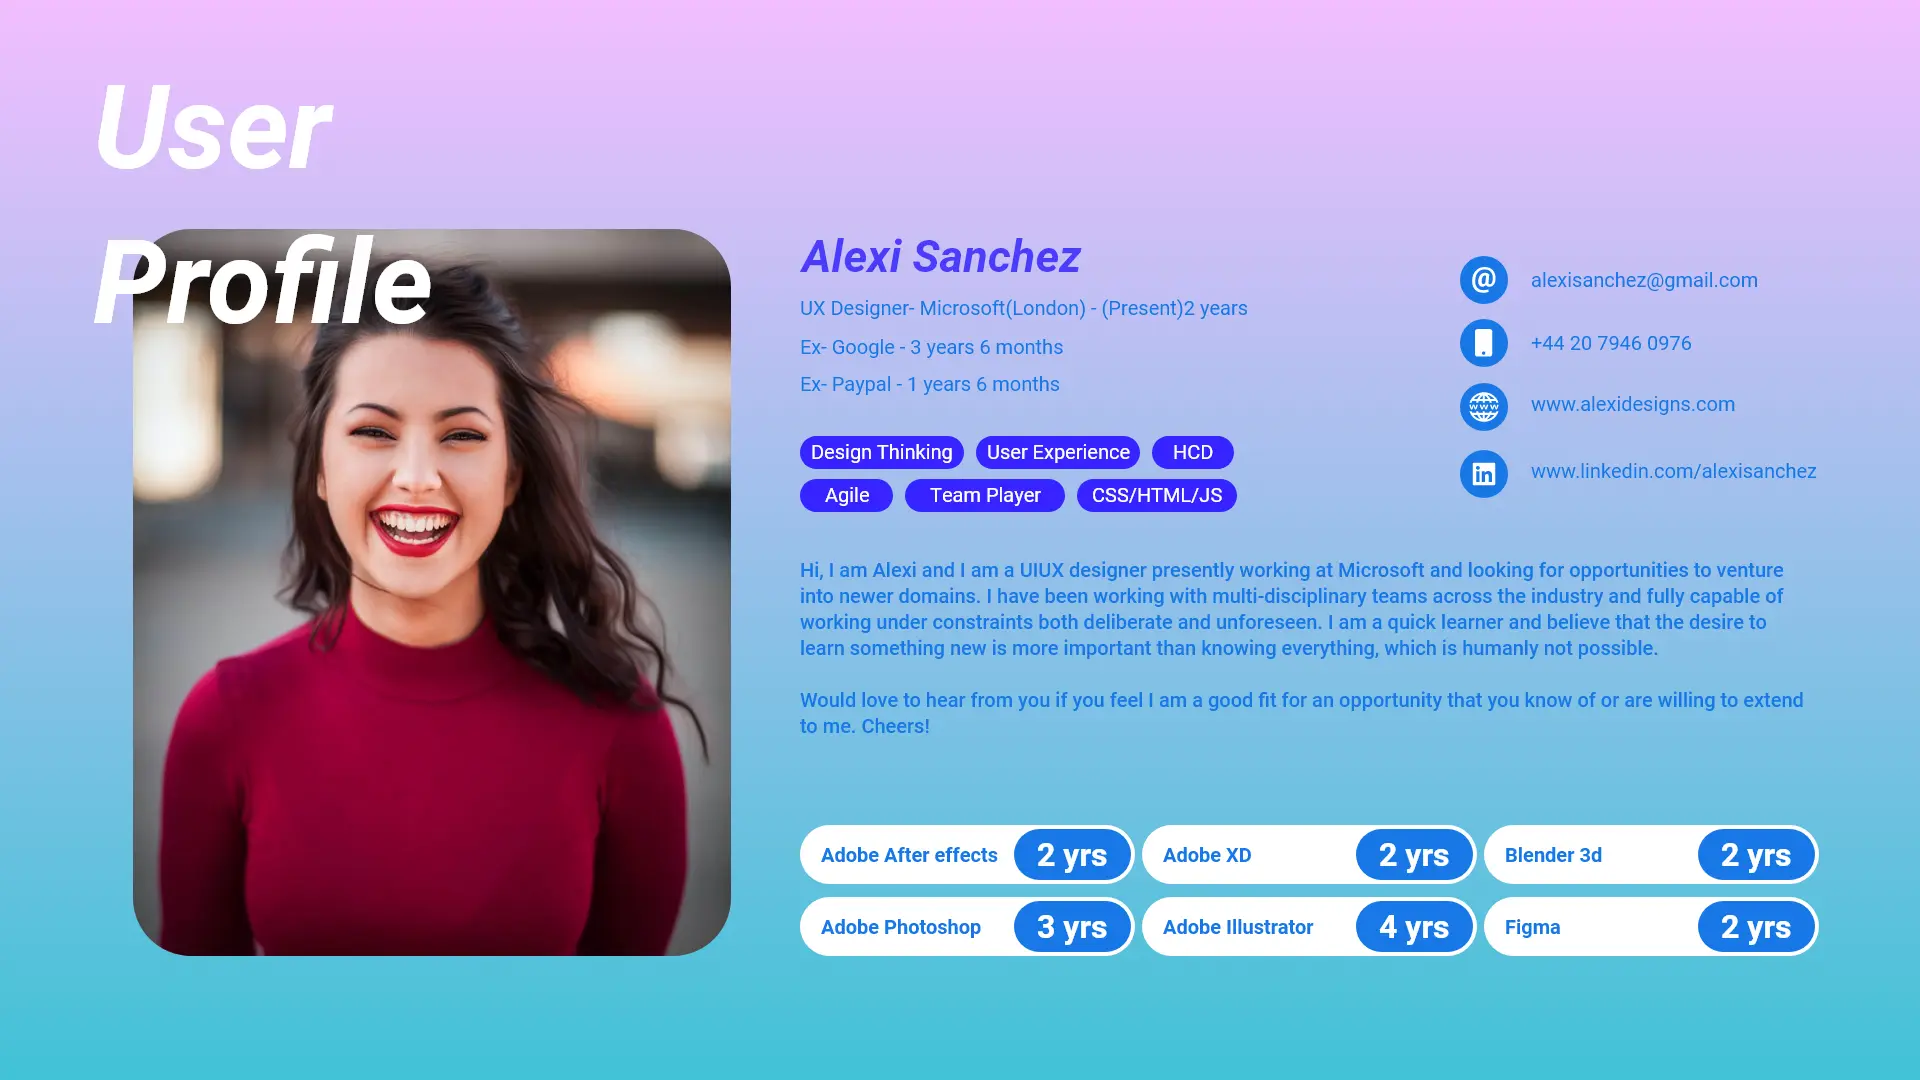 User
Profile
Alexi Sanchez
UX Designer- Microsoft(London) - (Present)2 years
Ex- Google - 3 years 6 months
Ex- Paypal - 1 years 6 months
Design Thinking
User Experience
HCD
Agile
Team Player
CSS/HTML/JS
@
alexisanchez@gmail.com
+44 20 7946 0976
WWW
www.alexidesigns.com
in
www.linkedin.com/alexisanchez
Hi, I am Alexi and I am a UIUX designer presently working at Microsoft and looking for opportunities to venture
into newer domains. I have been working with multi-disciplinary teams across the industry and fully capable of
working under constraints both deliberate and unforeseen. I am a quick learner and believe that the desire to
learn something new is more important than knowing everything, which is humanly not possible.
Would love to hear from you if you feel I am a good fit for an opportunity that you know of or are willing to extend
to me. Cheers!
Adobe After effects
2 yrs
Adobe XD
2 yrs
Blender 3d
2 yrs
Adobe Photoshop
3 yrs
Adobe Illustrator
4 yrs
Figma
2 yrs